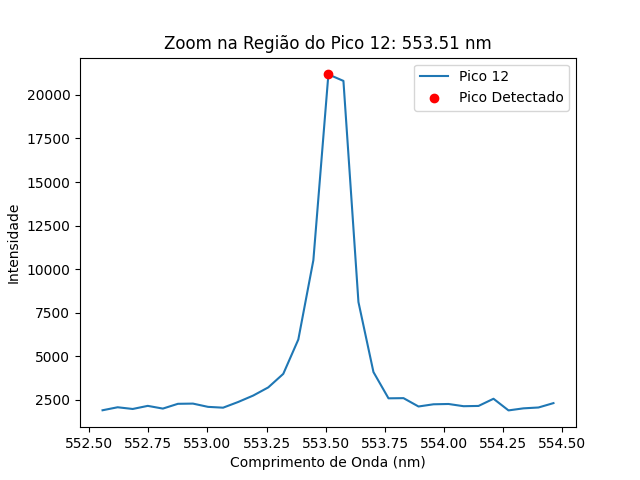 Zoom na Região do Pico 12: 553.51 nm
Pico 12
Pico Detectado
Intensidade
20000
17500
15000
12500
10000
7500
5000
2500
552.50 552.75 553.00 553.25 553.50 553.75 554.00 554.25 554.50
Comprimento de Onda (nm)